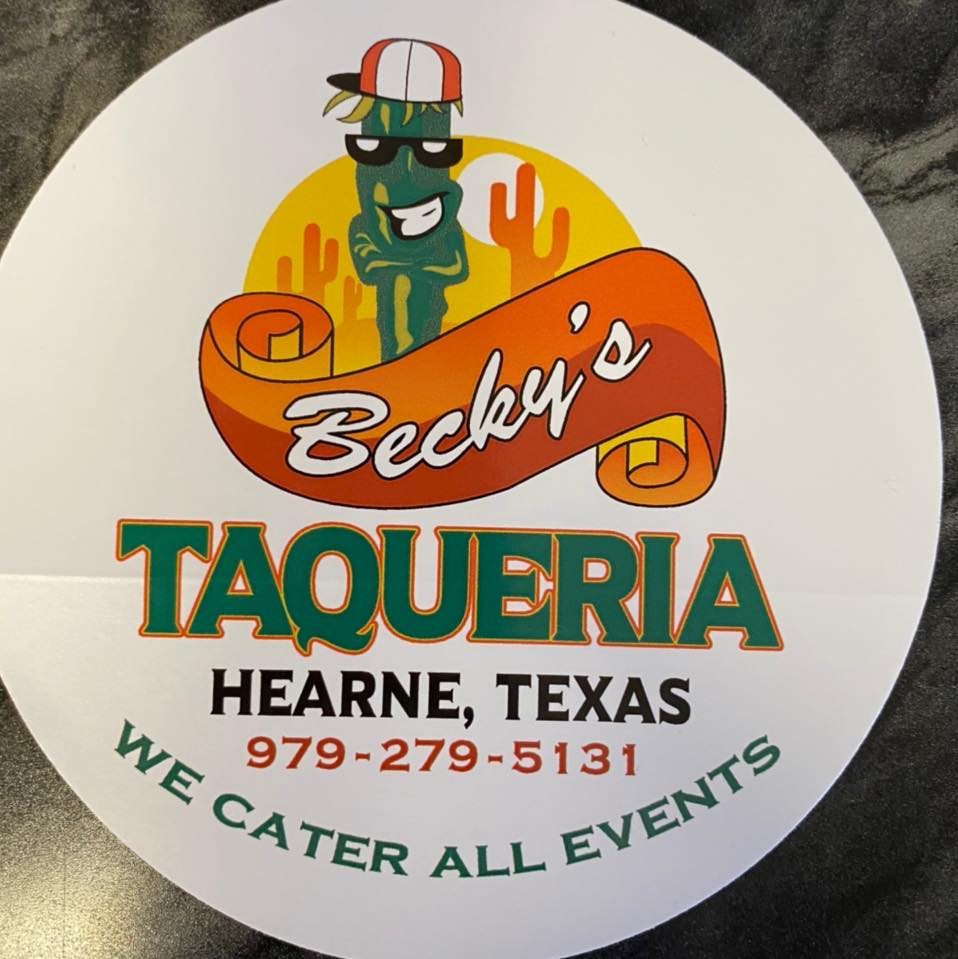 Becky's
TAQUERIA
HEARNE, TEXAS
979-279-5131
WE CATER ALL EVENTS